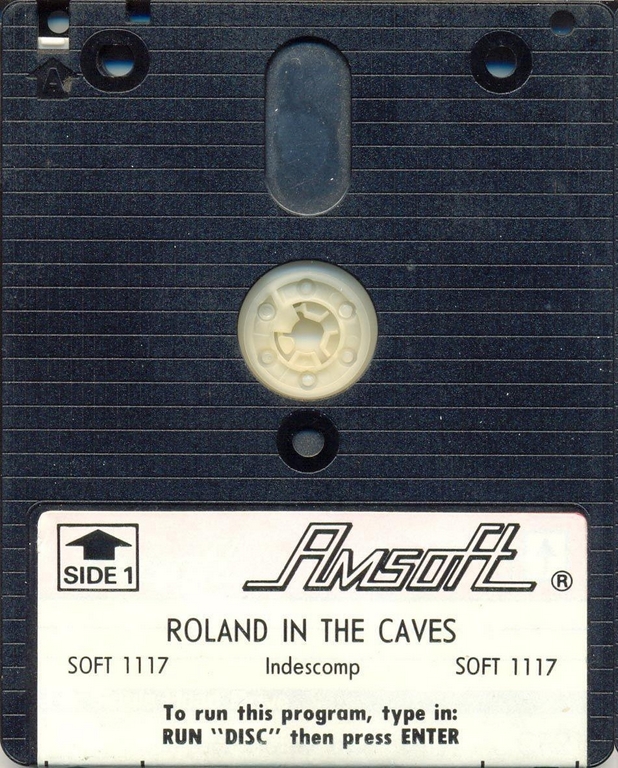 A
SIDE 1
Amsoft ®
ROLAND IN THE CAVES
SOFT 1117 Indescomp SOFT 1117
To run this program, type in:
RUN "DISC" then press ENTER